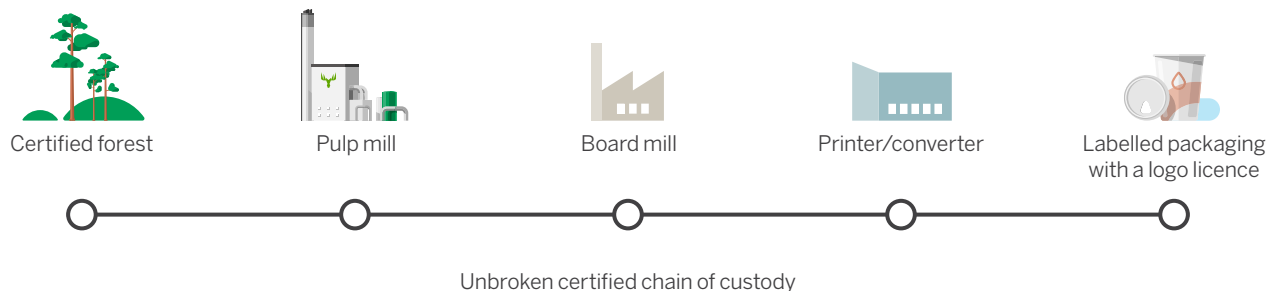 Certified forest
Pulp mill
Board mill
Printer/converter
Labelled packaging
with a logo licence
Unbroken certified chain of custody